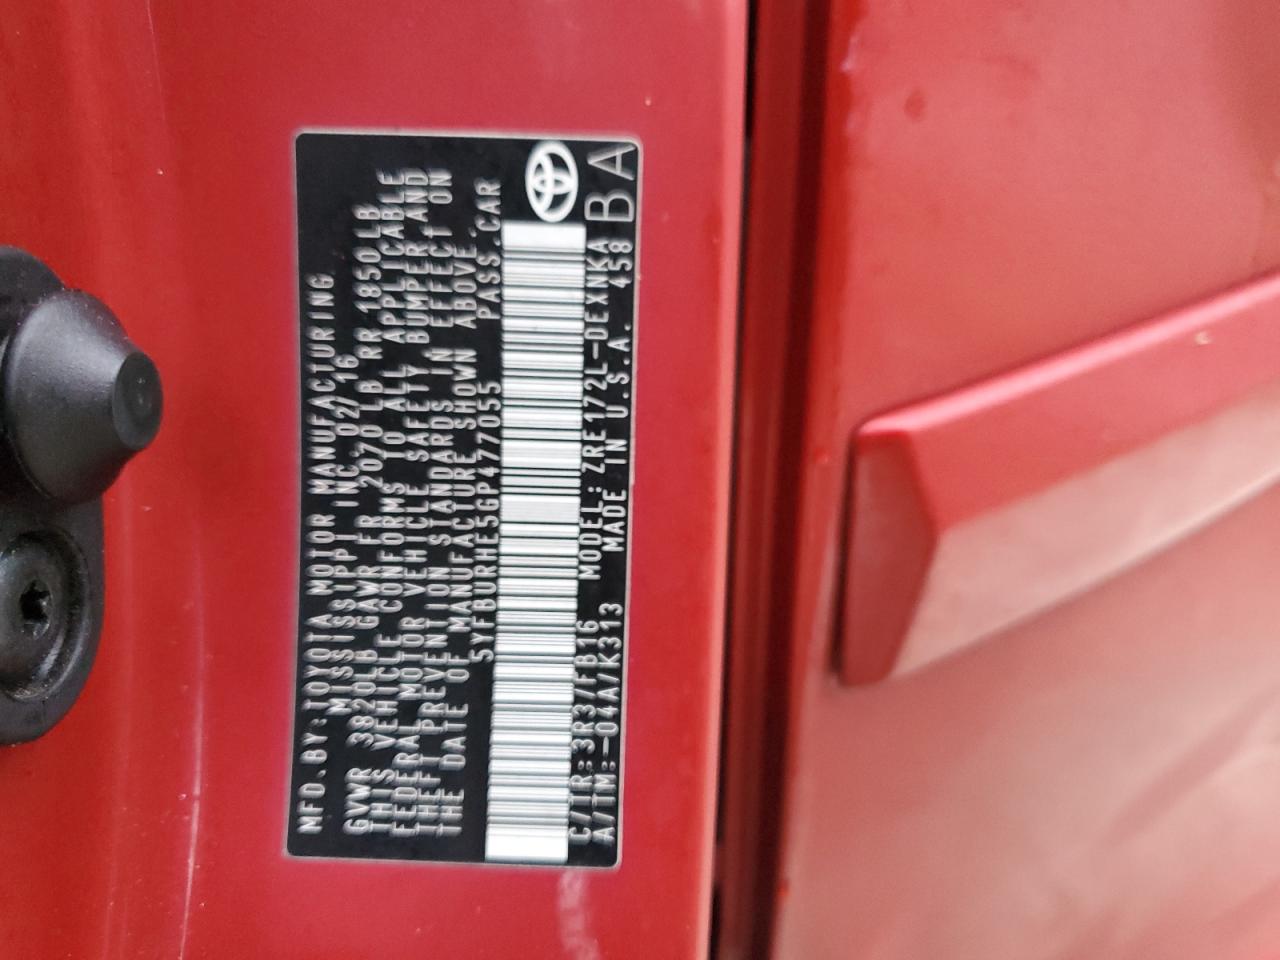 MFD.BY:TOYOTA MOTOR MANUFACTURING
MISSISSIPPI INC 02/16
GVWR 3820LB GAWR FR 2070LB RR 1850LB
THIS VEHICLE CONFORMS TO ALL APPLICABLE
FEDERAL MOTOR VEHICLE SAFETY BUMPER AND
THEFT PREVENTION STANDARDS IN EFFECT ON
THE DATE OF MANUFACTURE SHOWN ABOVE.
5YFBURHE5GP477055 PASS.CAR
C/TR:3R3/FB16 MODEL:ZRE172L-DEXNKA
A/TM:-04A/K313 MADE IN U.S.A. 458 BA